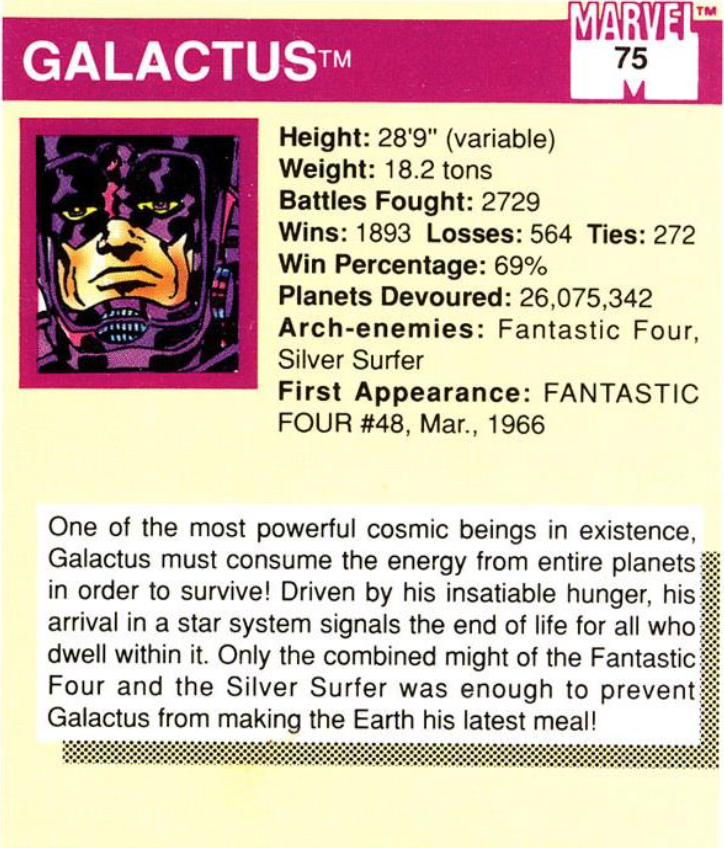 MARVEL™
GALACTUS™
75
Height: 28'9" (variable)
Weight: 18.2 tons
Battles Fought: 2729
Wins: 1893 Losses: 564 Ties: 272
Win Percentage: 69%
Planets Devoured: 26,075,342
Arch-enemies: Fantastic Four,
Silver Surfer
First Appearance: FANTASTIC
FOUR #48, Mar., 1966
One of the most powerful cosmic beings in existence,
Galactus must consume the energy from entire planets
in order to survive! Driven by his insatiable hunger, his
arrival in a star system signals the end of life for all who
dwell within it. Only the combined might of the Fantastic
Four and the Silver Surfer was enough to prevent
Galactus from making the Earth his latest meal!